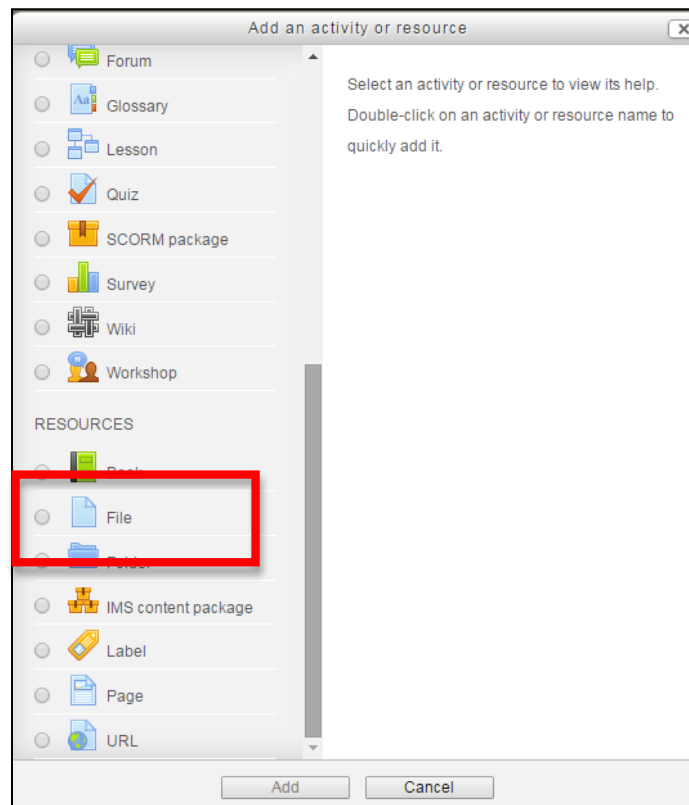 Add an activity or resource
Forum
Glossary
Lesson
Quiz
SCORM package
Survey
Wiki
Workshop
RESOURCES
Book
File
Folder
IMS content package
Label
Page
URL
Select an activity or resource to view its help.
Double-click on an activity or resource name to
quickly add it.
Add
Cancel